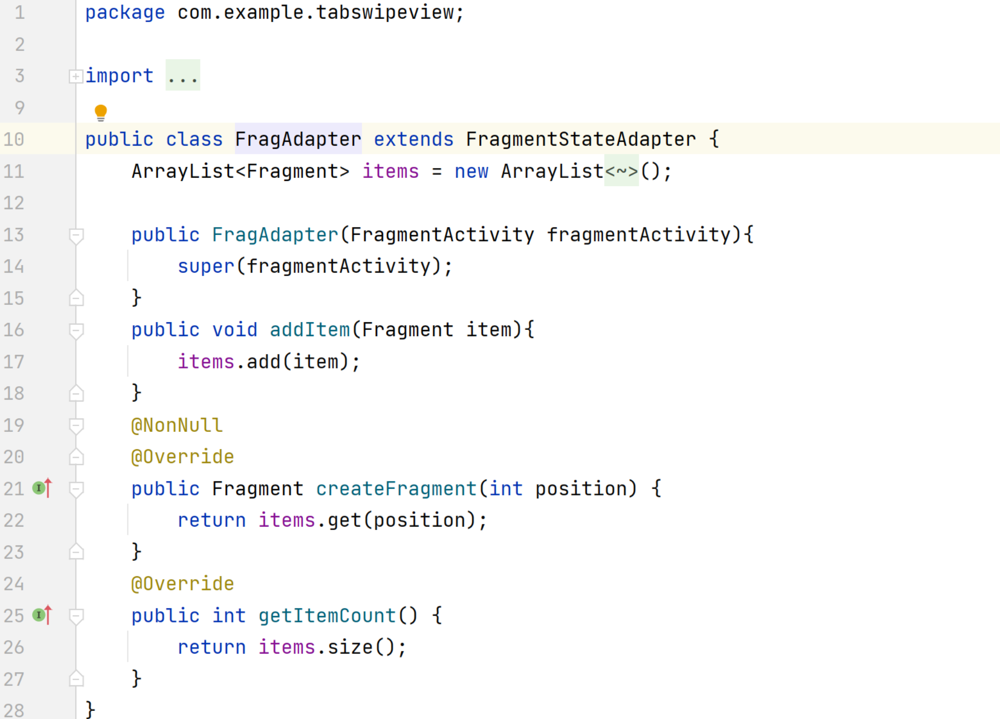 1 package com.example.tabswipeview;
2
3 import ...
9
10 public class FragAdapter extends FragmentStateAdapter {
11     ArrayList<Fragment> items = new ArrayList<~>();
12
13     public FragAdapter(FragmentActivity fragmentActivity){
14         super(fragmentActivity);
15     }
16     public void addItem(Fragment item){
17         items.add(item);
18     }
19     @NonNull
20     @Override
21     public Fragment createFragment(int position) {
22         return items.get(position);
23     }
24     @Override
25     public int getItemCount() {
26         return items.size();
27     }
28 }